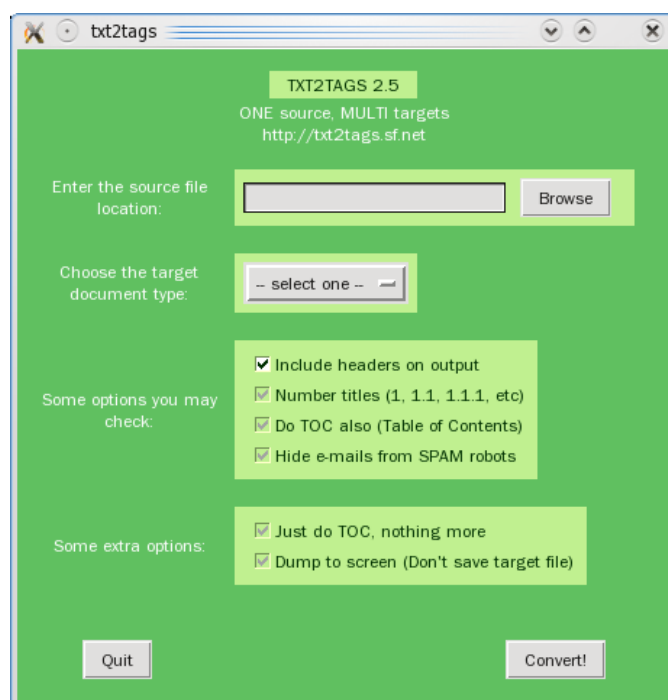 txt2tags
TXT2TAGS 2.5
ONE source, MULTI targets
http://txt2tags.sf.net
Enter the source file
location:
Browse
Choose the target
document type:
-- select one --
Some options you may
check:
Include headers on output
Number titles (1, 1.1, 1.1.1, etc)
Do TOC also (Table of Contents)
Hide e-mails from SPAM robots
Some extra options:
Just do TOC, nothing more
Dump to screen (Don't save target file)
Quit
Convert!